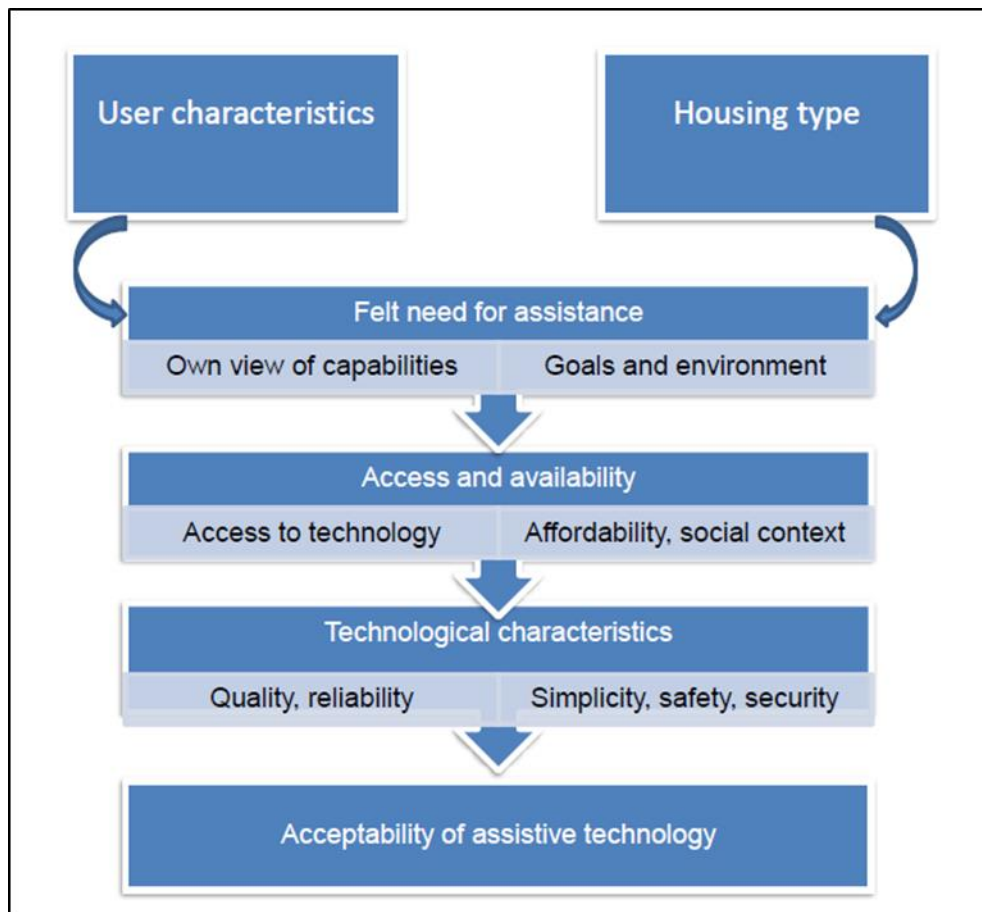 User characteristics
Housing type
Felt need for assistance
Own view of capabilities
Goals and environment
Access and availability
Access to technology
Affordability, social context
Technological characteristics
Quality, reliability
Simplicity, safety, security
Acceptability of assistive technology